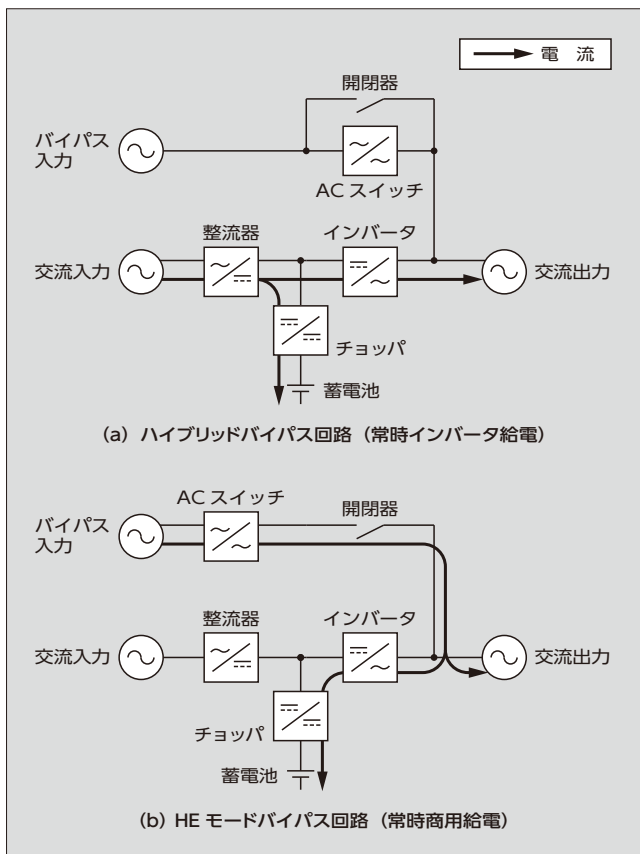 電　流
開閉器
バイパス
入力
AC スイッチ
整流器
インバータ
交流入力
交流出力
チョッパ
蓄電池
(a) ハイブリッドバイパス回路（常時インバータ給電）
AC スイッチ
開閉器
バイパス
入力
整流器
インバータ
交流入力
交流出力
チョッパ
蓄電池
(b) HE モードバイパス回路（常時商用給電）